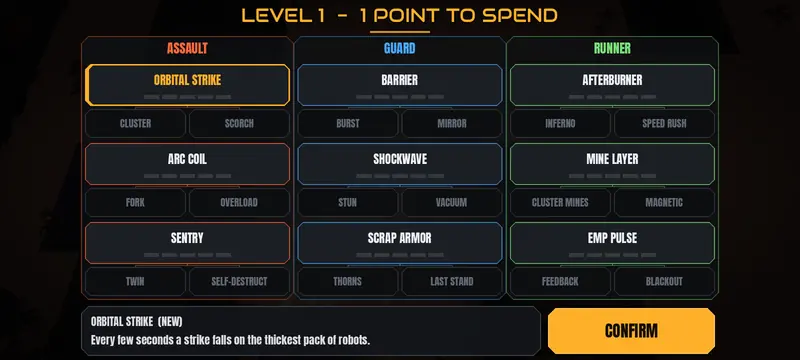 LEVEL 1 - 1 POINT TO SPEND
ASSAULT GUARD RUNNER
ORBITAL STRIKE BARRIER AFTERBURNER
CLUSTER SCORCH BURST MIRROR INFERNO SPEED RUSH
ARC COIL SHOCKWAVE MINE LAYER
FORK OVERLOAD STUN VACUUM CLUSTER MINES MAGNETIC
SENTRY SCRAP ARMOR EMP PULSE
TWIN SELF-DESTRUCT THORNS LAST STAND FEEDBACK BLACKOUT
ORBITAL STRIKE (NEW)
Every few seconds a strike falls on the thickest pack of robots.
CONFIRM